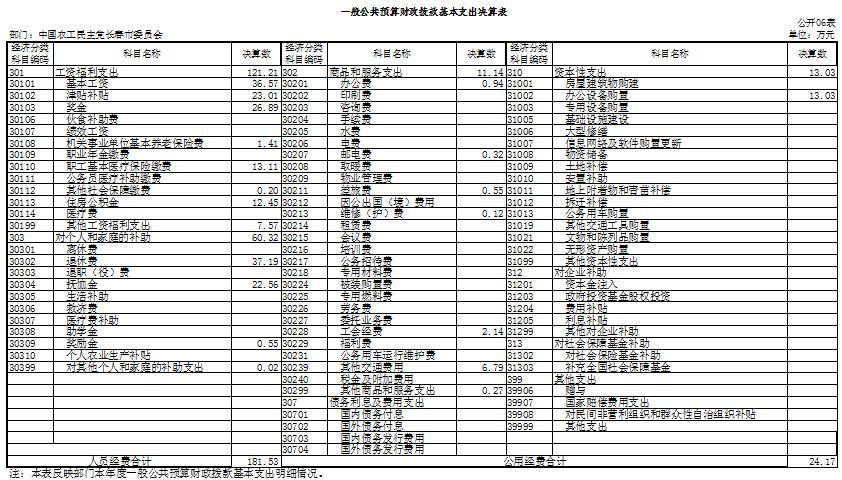 一般公共预算财政拨款基本支出决算表
公开06表
部门：中国农工民主党长春市委员会 单位：万元
经济分类科目编码 科目名称 决算数 经济分类科目编码 科目名称 决算数 经济分类科目编码 科目名称 决算数
301 工资福利支出 121.21 302 商品和服务支出 11.14 310 资本性支出 13.03
30101 基本工资 36.57 30201 办公费 0.94 31001 房屋建筑物购建
30102 津贴补贴 23.01 30202 印刷费 31002 办公设备购置 13.03
30103 奖金 26.89 30203 咨询费 31003 专用设备购置
30106 伙食补助费 30204 手续费 31005 基础设施建设
30107 绩效工资 30205 水费 31006 大型修缮
30108 机关事业单位基本养老保险费 1.41 30206 电费 31007 信息网络及软件购置更新
30109 职业年金缴费 30207 邮电费 0.32 31008 物资储备
30110 职工基本医疗保险缴费 13.11 30208 取暖费 31009 土地补偿
30111 公务员医疗补助缴费 30209 物业管理费 31010 安置补助
30112 其他社会保障缴费 0.20 30211 差旅费 0.55 31011 地上附着物和青苗补偿
30113 住房公积金 12.45 30212 因公出国（境）费用 31012 拆迁补偿
30114 医疗费 30213 维修（护）费 0.12 31013 公务用车购置
30199 其他工资福利支出 7.57 30214 租赁费 31019 其他交通工具购置
303 对个人和家庭的补助 60.32 30215 会议费 31021 文物和陈列品购置
30301 离休费 30216 培训费 31022 无形资产购置
30302 退休费 37.19 30217 公务招待费 31099 其他资本性支出
30303 退职（役）费 30218 专用材料费 312 对企业补助
30304 抚恤金 22.56 30224 被装购置费 31201 资本金注入
30305 生活补助 30225 专用燃料费 31203 政府投资基金股权投资
30306 救济费 30226 劳务费 31204 费用补贴
30307 医疗费补助 30227 委托业务费 31205 利息补贴
30308 助学金 30228 工会经费 2.14 31299 其他对企业补助
30309 奖励金 0.55 30229 福利费 313 对社会保障基金补助
30310 个人农业生产补贴 30231 公务用车运行维护费 31302 对社会保险基金补助
30399 对其他个人和家庭的补助支出 0.02 30239 其他交通费用 6.79 31303 补充全国社会保障基金
30240 税金及附加费用 399 其他支出
30299 其他商品和服务支出 0.27 39906 赠与
307 债务利息及费用支出 39907 国家赔偿费用支出
30701 国内债务付息 39908 对民间非营利组织和群众性自治组织补贴
30702 国外债务付息 39999 其他支出
30703 国内债务发行费用
30704 国外债务发行费用
人员经费合计 181.53 公用经费合计 24.17
注：本表反映部门本年度一般公共预算财政拨款基本支出明细情况。